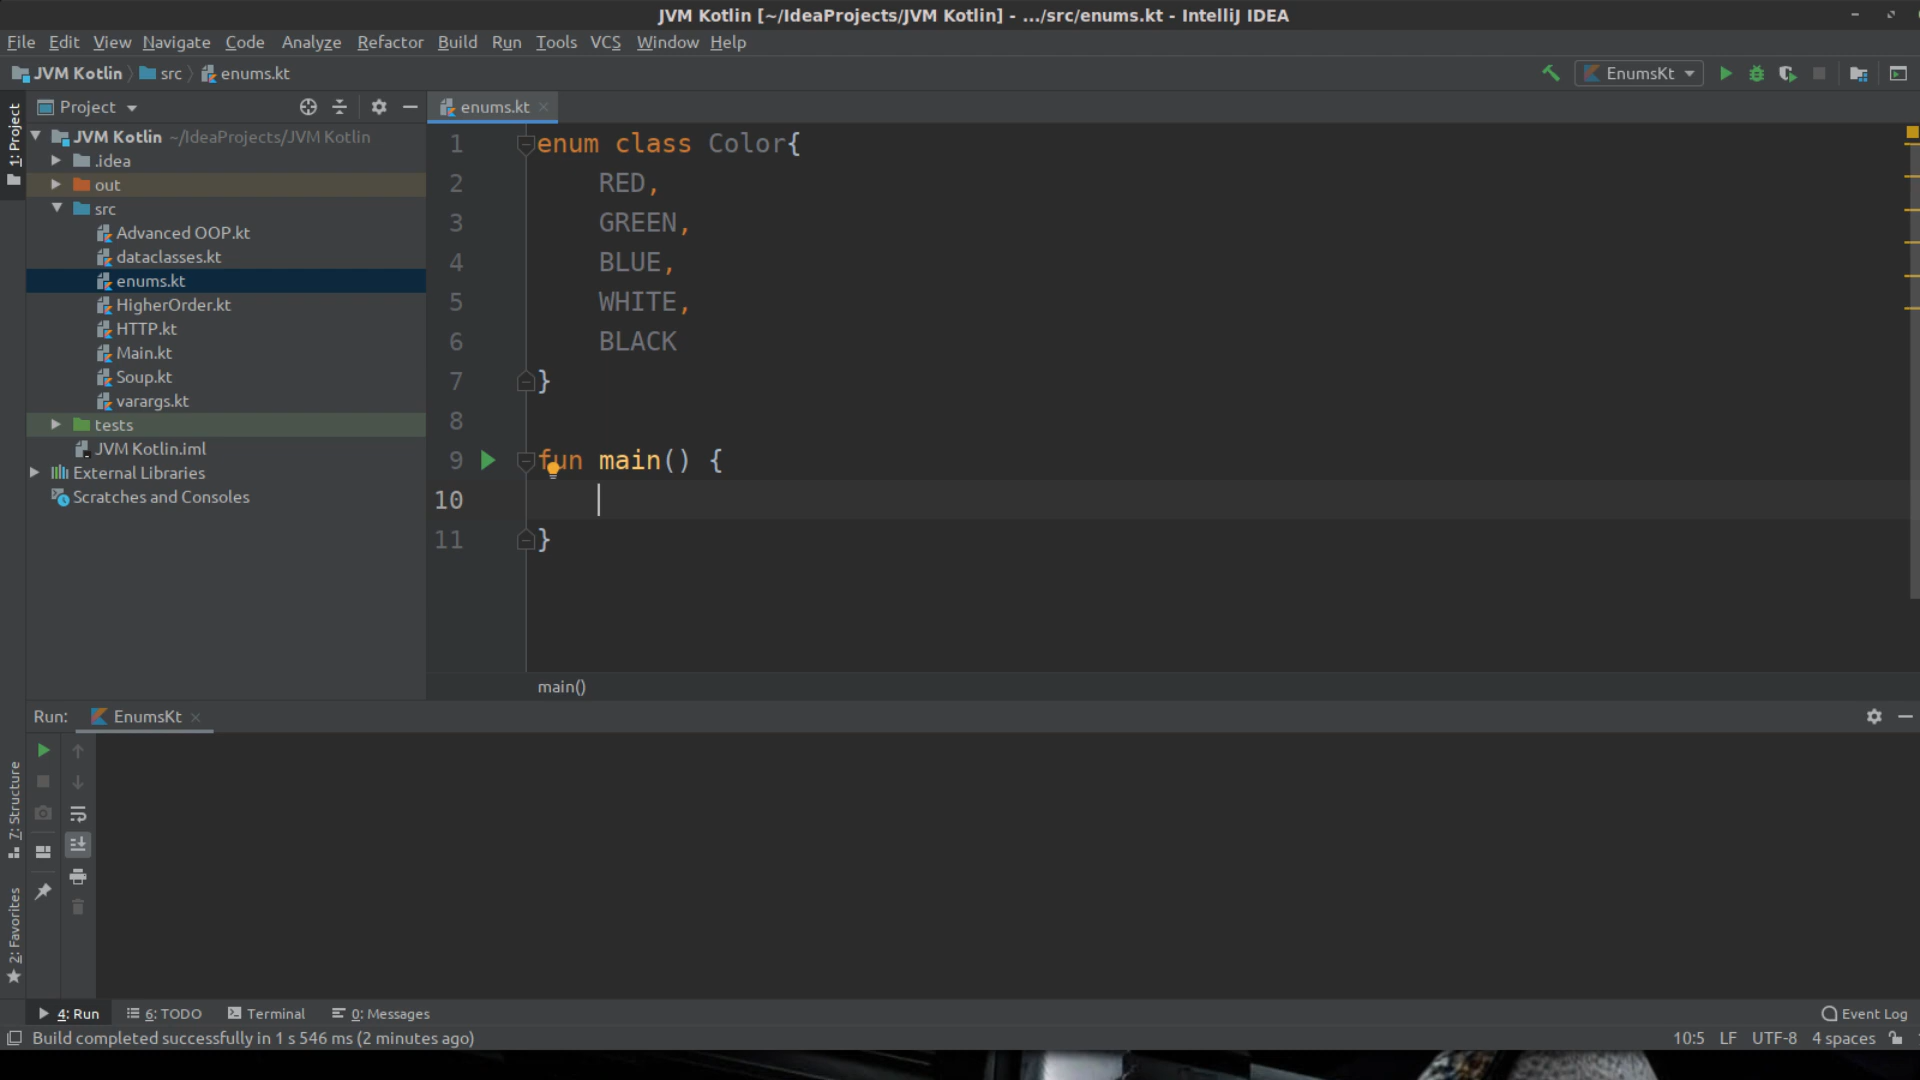 JVM Kotlin [~/IdeaProjects/JVM Kotlin] - .../src/enums.kt - IntelliJ IDEA
File Edit View Navigate Code Analyze Refactor Build Run Tools VCS Window Help
JVM Kotlin src enums.kt
EnumsKt
1: Project
Project
JVM Kotlin ~/IdeaProjects/JVM Kotlin
.idea
out
src
Advanced OOP.kt
dataclasses.kt
enums.kt
HigherOrder.kt
HTTP.kt
Main.kt
Soup.kt
varargs.kt
tests
JVM Kotlin.iml
External Libraries
Scratches and Consoles
enums.kt
1 enum class Color{
2 RED,
3 GREEN,
4 BLUE,
5 WHITE,
6 BLACK
7 }
8
9 fun main() {
10
11 }
main()
Run: EnumsKt
7: Structure
2: Favorites
4: Run 6: TODO Terminal 0: Messages Event Log
Build completed successfully in 1 s 546 ms (2 minutes ago) 10:5 LF UTF-8 4 spaces